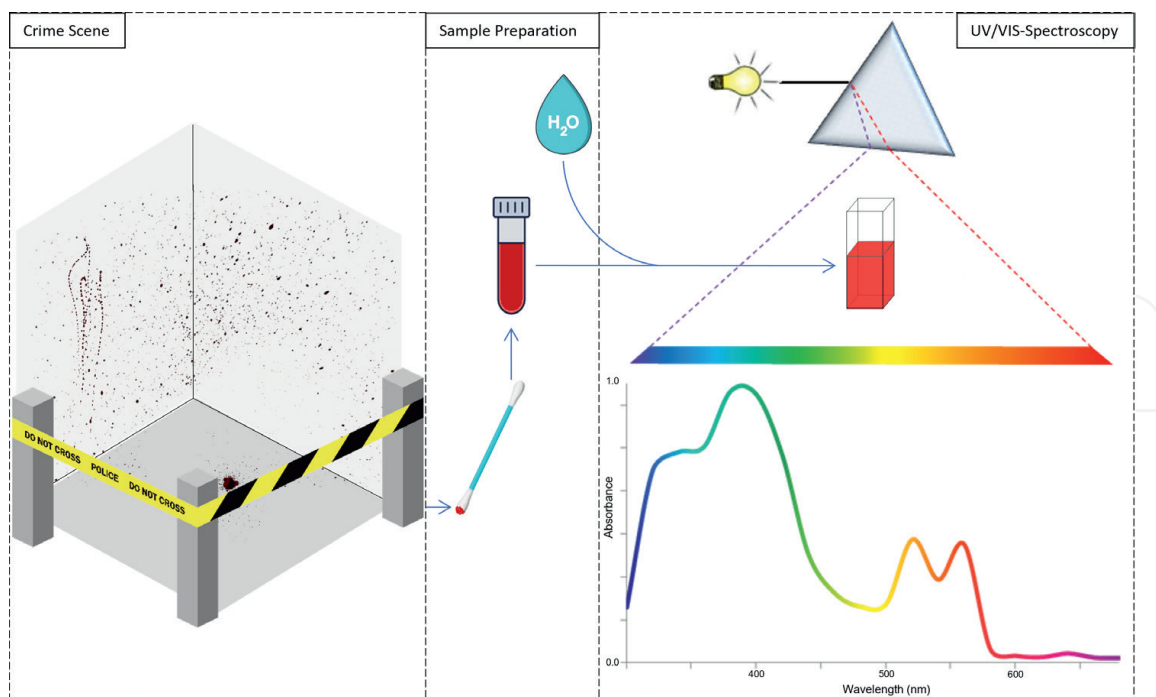 Crime Scene
Sample Preparation
UV/VIS-Spectroscopy
H₂O
DO NOT CROSS POLICE DO NOT CROSS
1.0
Absorbance
0.0
400 500 600
Wavelength (nm)